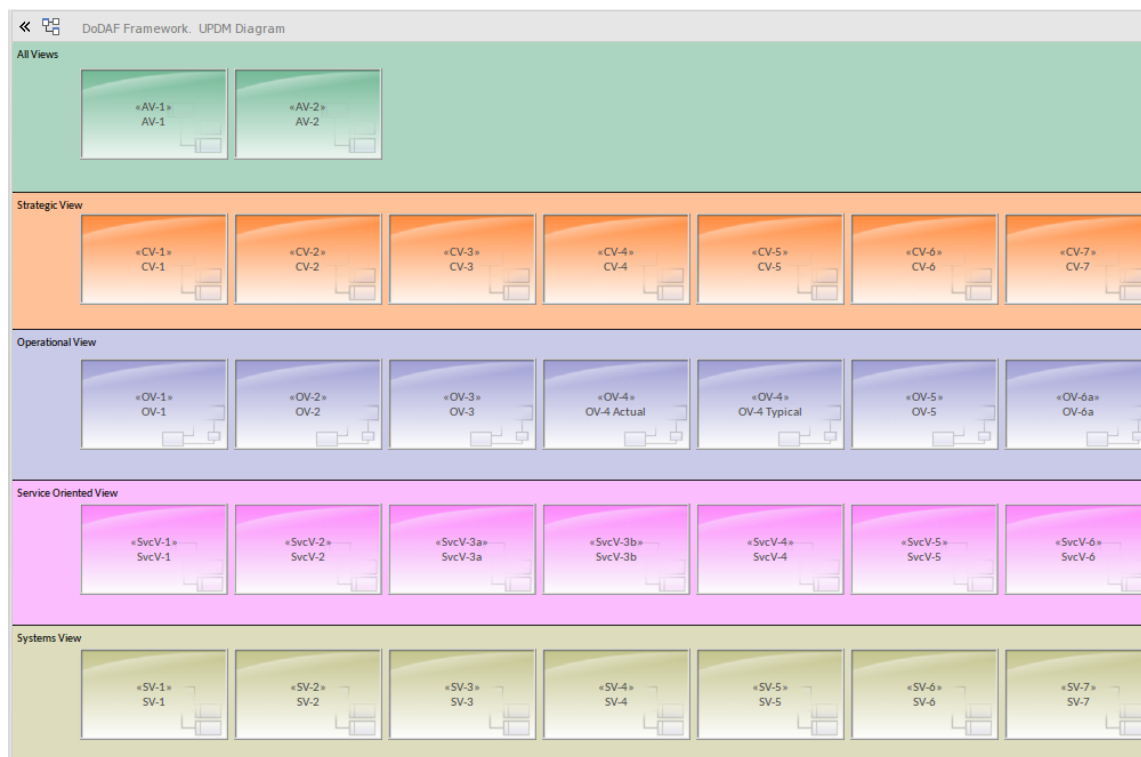 DoDAF Framework.  UPDM Diagram
All Views
«AV-1»
AV-1
«AV-2»
AV-2
Strategic View
«CV-1»
CV-1
«CV-2»
CV-2
«CV-3»
CV-3
«CV-4»
CV-4
«CV-5»
CV-5
«CV-6»
CV-6
«CV-7»
CV-7
Operational View
«OV-1»
OV-1
«OV-2»
OV-2
«OV-3»
OV-3
«OV-4»
OV-4 Actual
«OV-4»
OV-4 Typical
«OV-5»
OV-5
«OV-6a»
OV-6a
Service Oriented View
«SvcV-1»
SvcV-1
«SvcV-2»
SvcV-2
«SvcV-3a»
SvcV-3a
«SvcV-3b»
SvcV-3b
«SvcV-4»
SvcV-4
«SvcV-5»
SvcV-5
«SvcV-6»
SvcV-6
Systems View
«SV-1»
SV-1
«SV-2»
SV-2
«SV-3»
SV-3
«SV-4»
SV-4
«SV-5»
SV-5
«SV-6»
SV-6
«SV-7»
SV-7